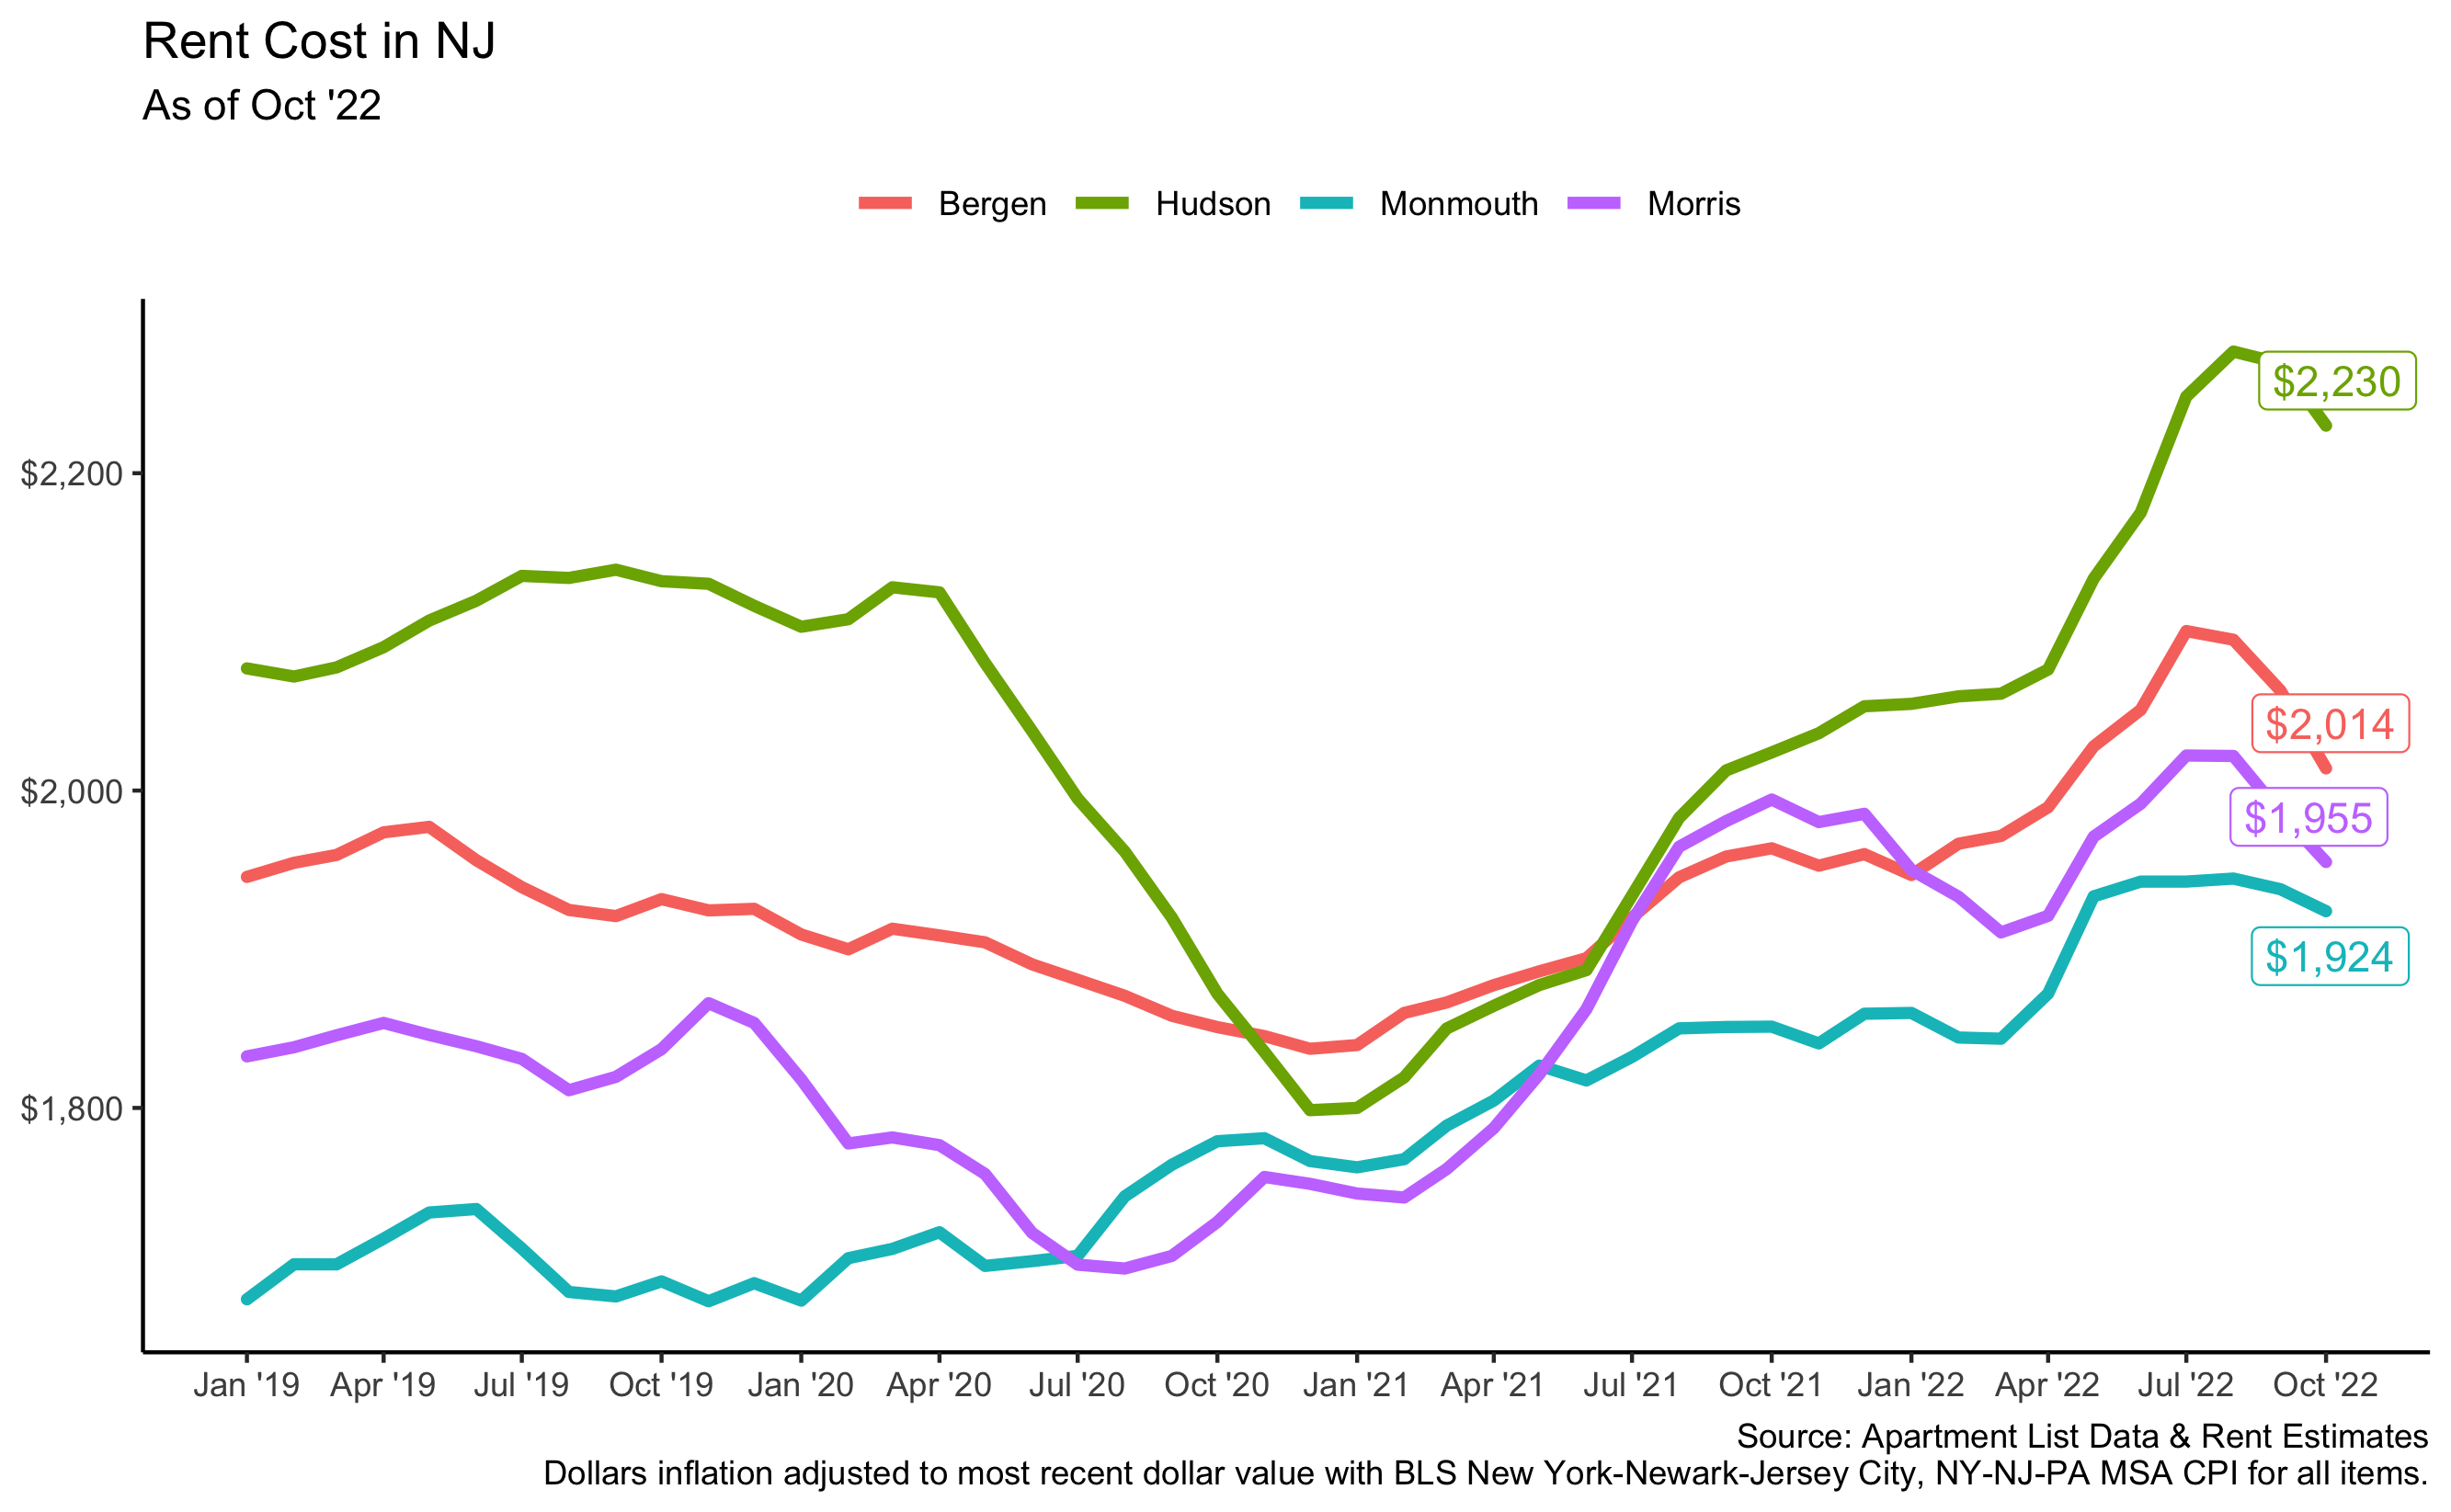 Rent Cost in NJ
As of Oct '22
Bergen Hudson Monmouth Morris
$2,230
$2,200
$2,014
$2,000
$1,955
$1,924
$1,800
Jan '19 Apr '19 Jul '19 Oct '19 Jan '20 Apr '20 Jul '20 Oct '20 Jan '21 Apr '21 Jul '21 Oct '21 Jan '22 Apr '22 Jul '22 Oct '22
Source: Apartment List Data & Rent Estimates
Dollars inflation adjusted to most recent dollar value with BLS New York-Newark-Jersey City, NY-NJ-PA MSA CPI for all items.